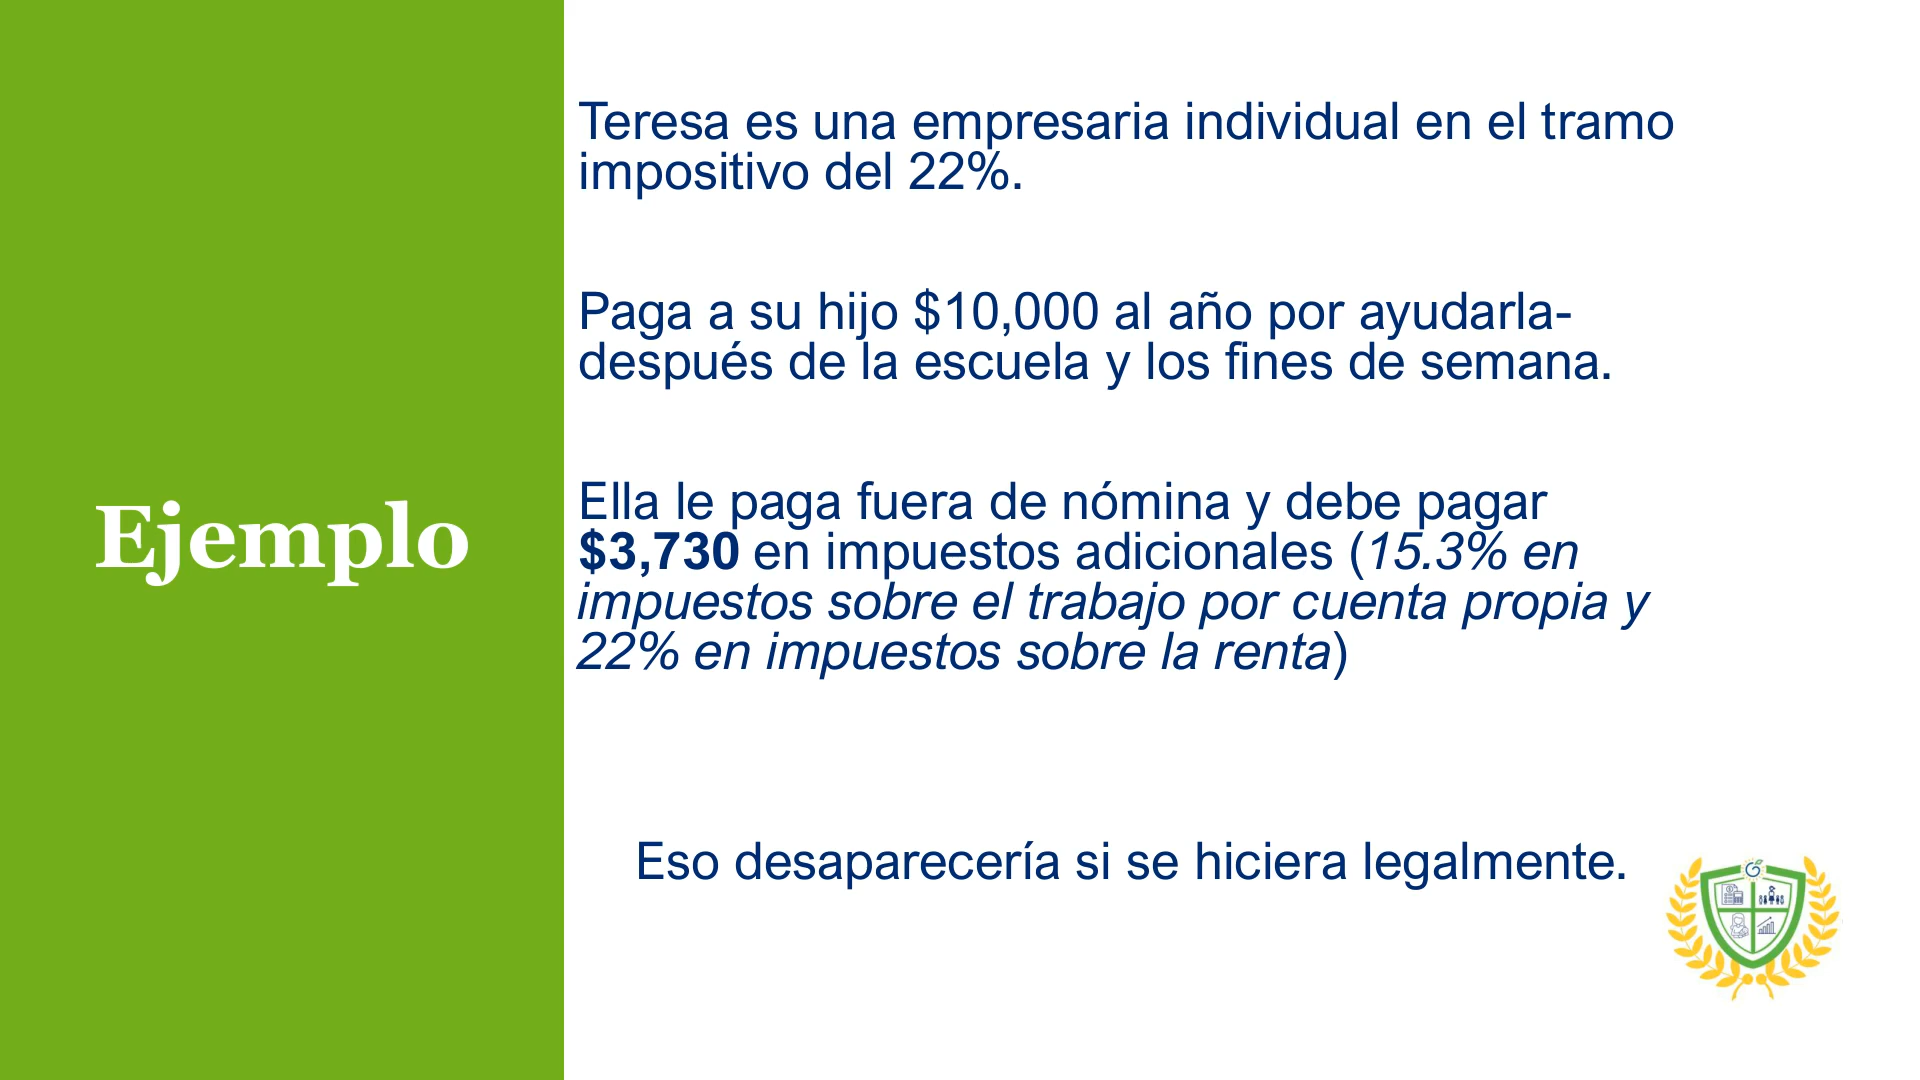 Ejemplo
Teresa es una empresaria individual en el tramo
impositivo del 22%.
Paga a su hijo $10,000 al año por ayudarla-
después de la escuela y los fines de semana.
Ella le paga fuera de nómina y debe pagar
$3,730 en impuestos adicionales (15.3% en
impuestos sobre el trabajo por cuenta propia y
22% en impuestos sobre la renta)
Eso desaparecería si se hiciera legalmente.